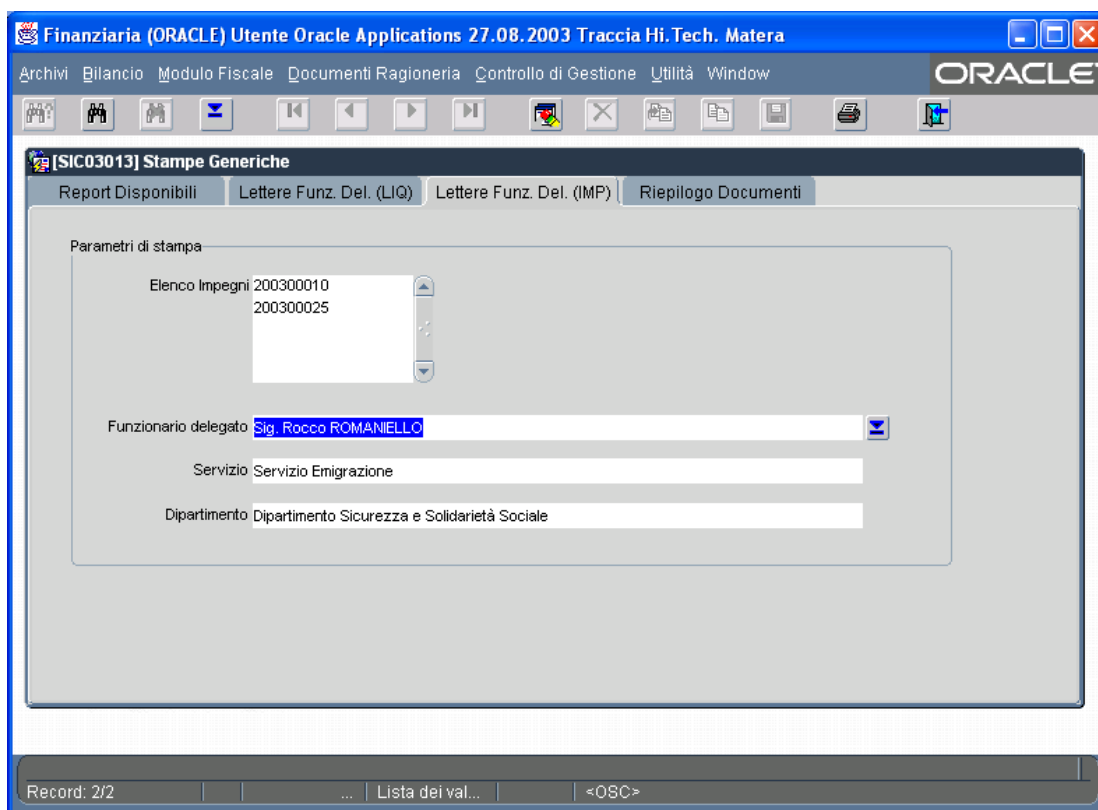 Finanziaria (ORACLE) Utente Oracle Applications 27.08.2003 Traccia Hi.Tech. Matera
Archivi Bilancio Modulo Fiscale Documenti Ragioneria Controllo di Gestione Utilità Window ORACLE
[SIC03013] Stampe Generiche
Report Disponibili Lettere Funz. Del. (LIQ) Lettere Funz. Del. (IMP) Riepilogo Documenti
Parametri di stampa
Elenco Impegni 200300010
200300025
Funzionario delegato Sig. Rocco ROMANIELLO
Servizio Servizio Emigrazione
Dipartimento Dipartimento Sicurezza e Solidarietà Sociale
Record: 2/2 ... Lista dei val... <OSC>